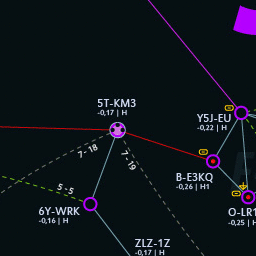 5T-KM3
-0,17 | H
Y5J-EU
-0,22 | H
7 - 18
7 - 19
B-E3KQ
-0,26 | H1
5 - 5
6Y-WRK
-0,16 | H
O-LR1
-0,25 | H
ZLZ-1Z
-0,17 | H